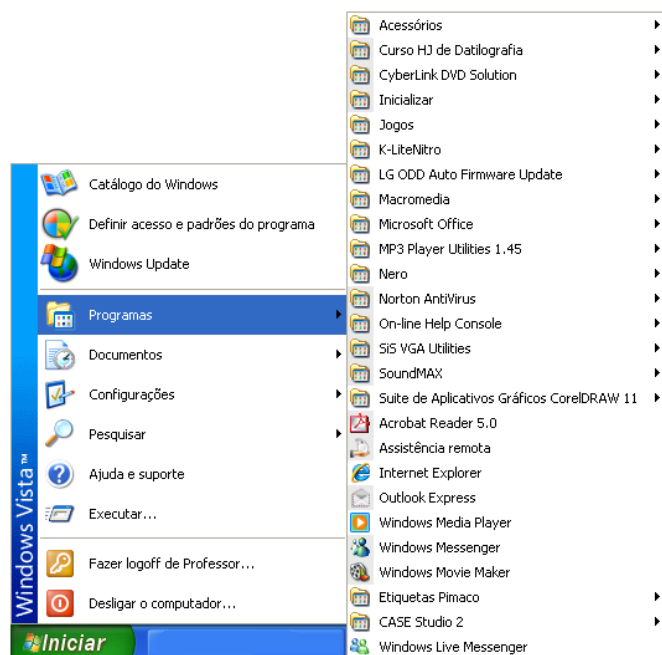 Catálogo do Windows
Definir acesso e padrões do programa
Windows Update
Programas
Documentos
Configurações
Pesquisar
Ajuda e suporte
Executar...
Fazer logoff de Professor...
Desligar o computador...
Windows Vista™
Iniciar
Acessórios
Curso HJ de Datilografia
CyberLink DVD Solution
Inicializar
Jogos
K-LiteNitro
LG ODD Auto Firmware Update
Macromedia
Microsoft Office
MP3 Player Utilities 1.45
Nero
Norton AntiVirus
On-line Help Console
SiS VGA Utilities
SoundMAX
Suite de Aplicativos Gráficos CorelDRAW 11
Acrobat Reader 5.0
Assistência remota
Internet Explorer
Outlook Express
Windows Media Player
Windows Messenger
Windows Movie Maker
Etiquetas Pimaco
CASE Studio 2
Windows Live Messenger